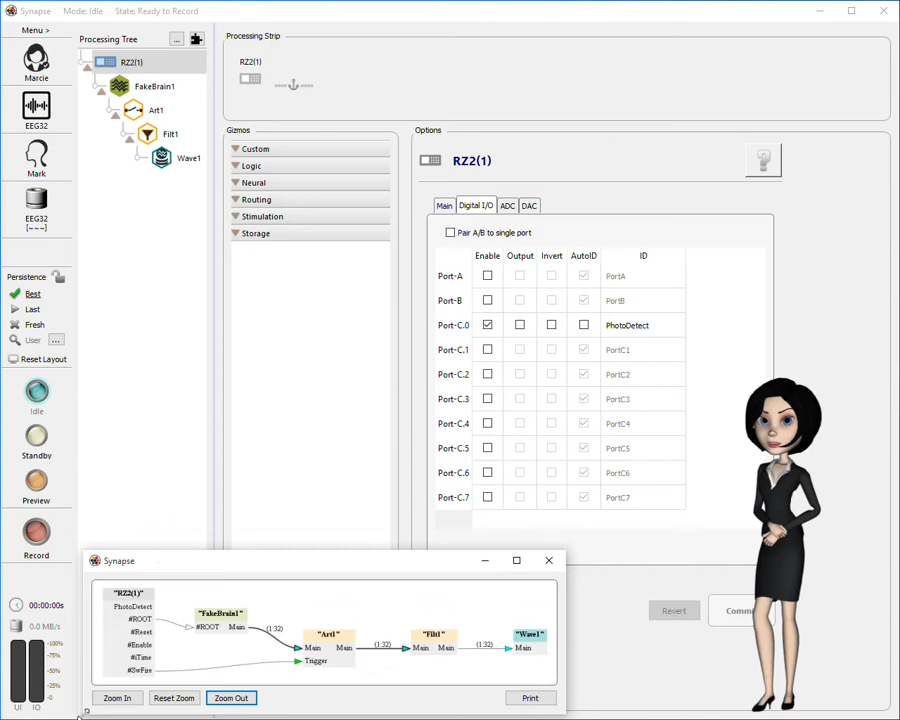 Synapse
Mode: Idle
State: Ready to Record
Menu >
Marcie
EEG32
Mark
EEG32
[~~~]
Persistence:
Best
Last
Fresh
User
...
Reset Layout
Idle
Standby
Preview
Record
00:00:00s
0.0 MB/s
-100%
-75%
-50%
-25%
-0
UI
IO
Processing Tree
...
RZ2(1)
FakeBrain1
Art1
Filt1
Wave1
Processing Strip
RZ2(1)
Gizmos
Custom
Logic
Neural
Routing
Stimulation
Storage
Options
RZ2(1)
Main
Digital I/O
ADC
DAC
Pair A/B to single port
Enable
Output
Invert
AutoID
ID
Port-A
PortA
Port-B
PortB
Port-C.0
PhotoDetect
Port-C.1
PortC1
Port-C.2
PortC2
Port-C.3
PortC3
Port-C.4
PortC4
Port-C.5
PortC5
Port-C.6
PortC6
Port-C.7
PortC7
Revert
Comm
Synapse
"RZ2(1)"
PhotoDetect
#ROOT
#Reset
#Enable
#iTime
#SwFire
"FakeBrain1"
#ROOT
Main
(1:32)
"Art1"
Main
Main
Trigger
(1:32)
"Filt1"
Main
Main
(1:32)
"Wave1"
Main
Zoom In
Reset Zoom
Zoom Out
Print